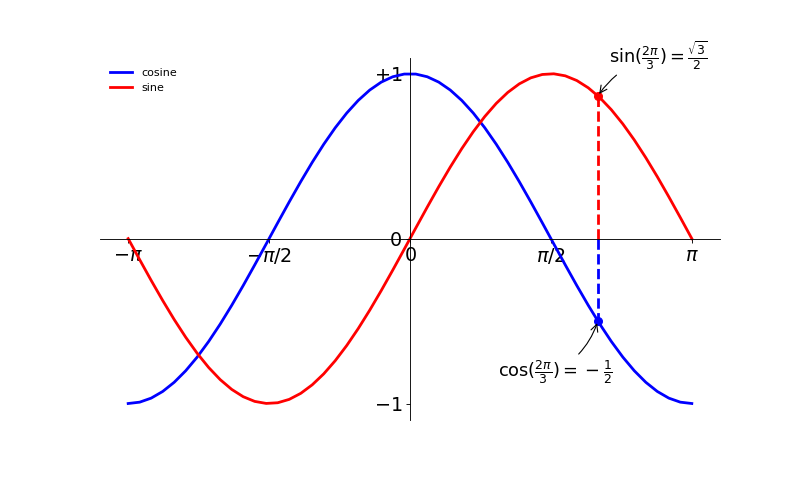 sin(2π/3) = √3/2
cosine
sine
+1
0
−π
−π/2
0
π/2
π
cos(2π/3) = −1/2
−1